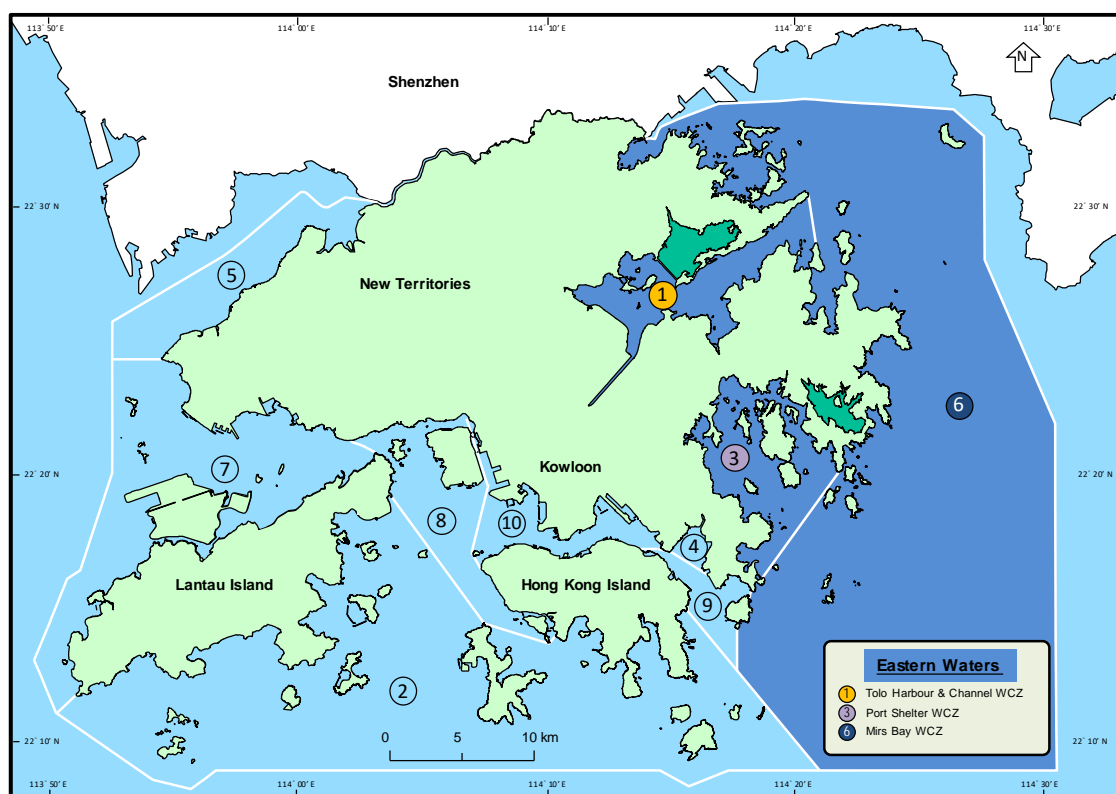 113° 50' E
114° 00' E
114° 10' E
114° 20' E
114° 30' E
N
Shenzhen
22° 30' N
22° 30' N
5
New Territories
1
6
3
22° 20' N
7
Kowloon
22° 20' N
8
10
4
Lantau Island
Hong Kong Island
9
Eastern Waters
1 Tolo Harbour & Channel WCZ
3 Port Shelter WCZ
6 Mirs Bay WCZ
2
0 5 10 km
22° 10' N
22° 10' N
113° 50' E
114° 00' E
114° 10' E
114° 20' E
114° 30' E